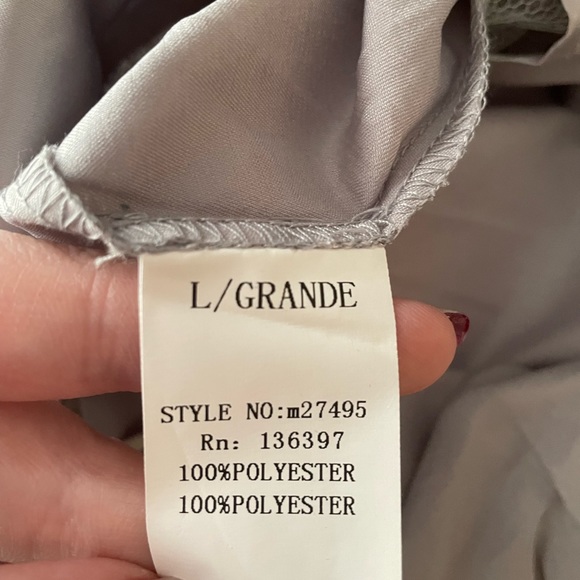 L/GRANDE
STYLE NO:m27495
Rn: 136397
100%POLYESTER
100%POLYESTER